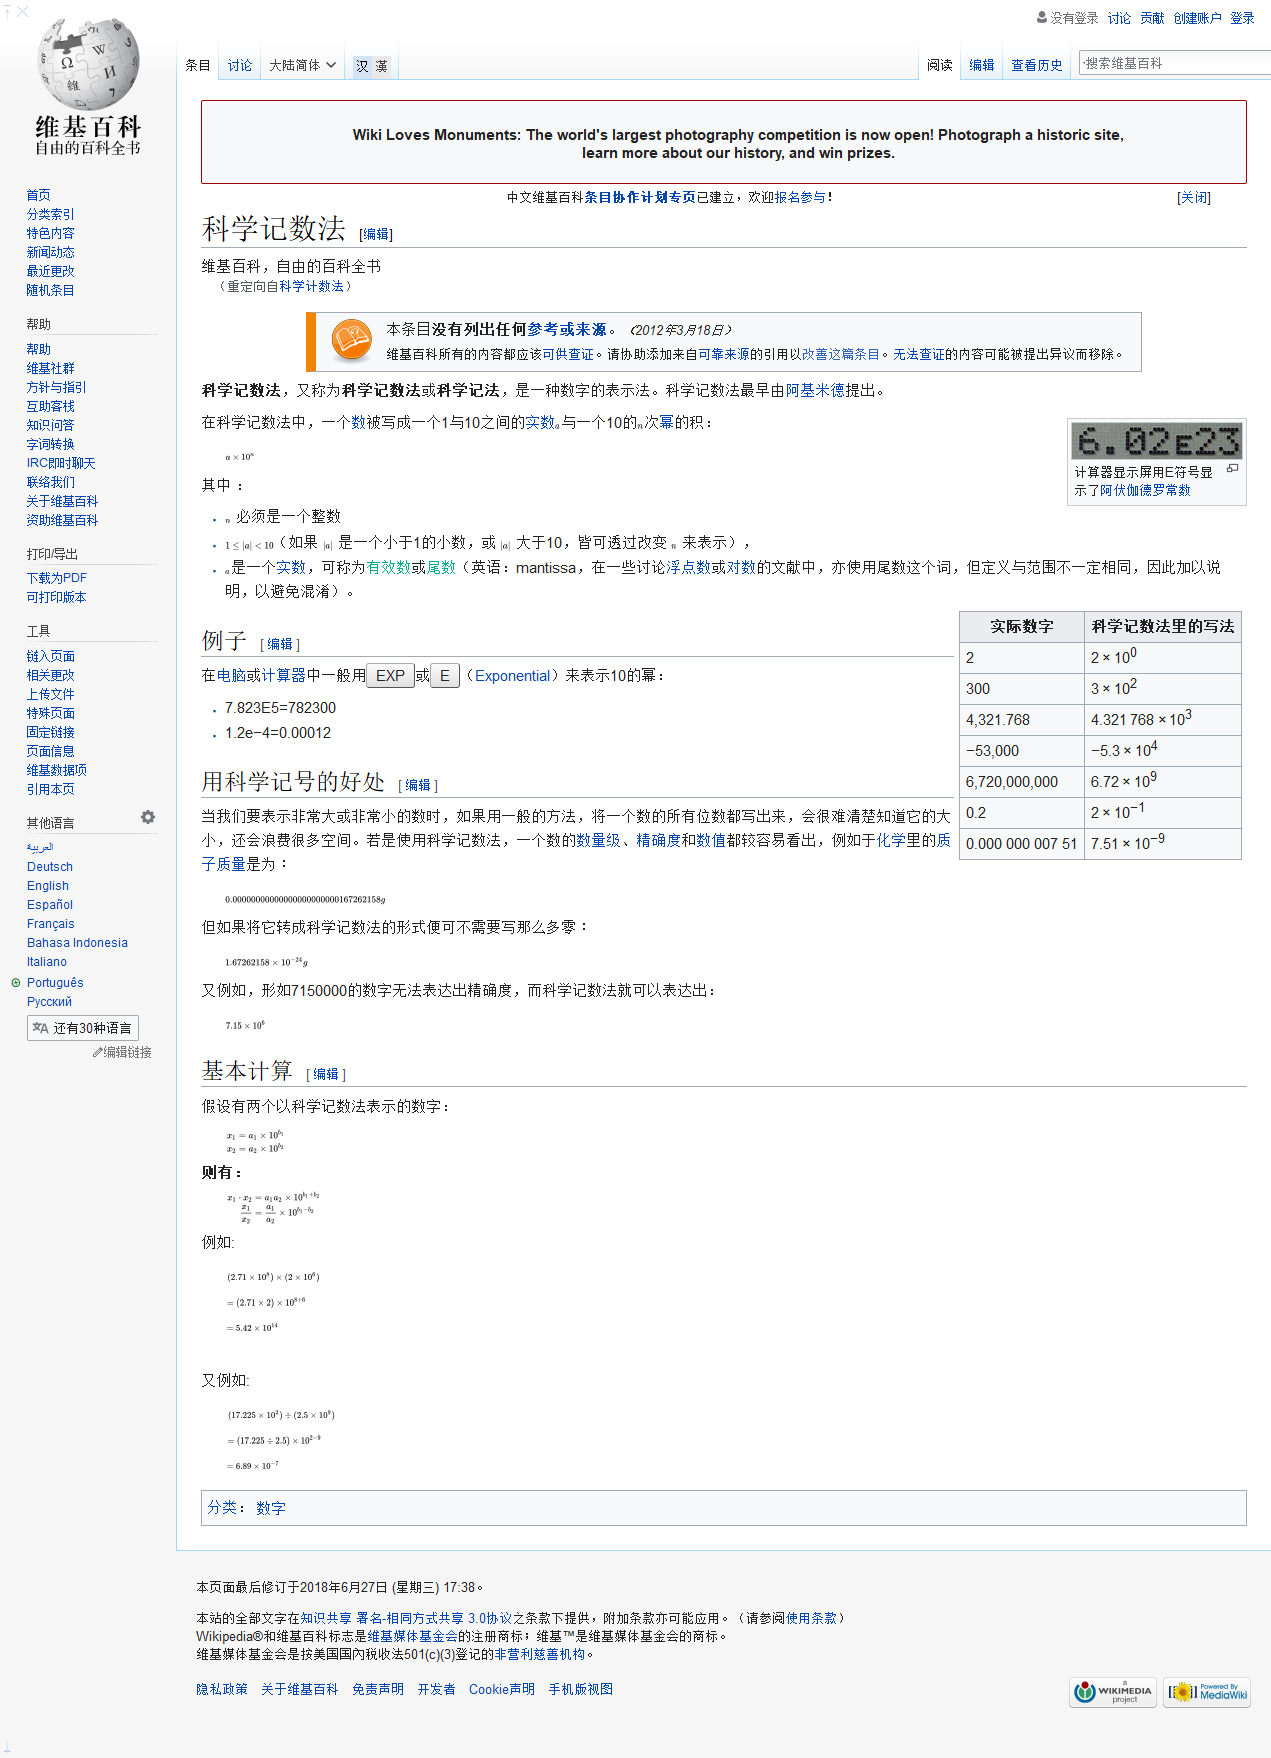 没有登录 讨论 贡献 创建账户 登录
条目 讨论 大陆简体 汉 漢 阅读 编辑 查看历史 搜索维基百科
维基百科
自由的百科全书
首页
分类索引
特色内容
新闻动态
最近更改
随机条目
帮助
帮助
维基社群
方针与指引
互助客栈
知识问答
字词转换
IRC即时聊天
联络我们
关于维基百科
资助维基百科
打印/导出
下载为PDF
可打印版本
工具
链入页面
相关更改
上传文件
特殊页面
固定链接
页面信息
维基数据项
引用本页
其他语言
العربية
Deutsch
English
Español
Français
Bahasa Indonesia
Italiano
Português
Русский
还有30种语言
编辑链接
Wiki Loves Monuments: The world's largest photography competition is now open! Photograph a historic site,
learn more about our history, and win prizes.
中文维基百科条目协作计划专页已建立，欢迎报名参与！ [关闭]
科学记数法 [编辑]
维基百科，自由的百科全书
（重定向自科学计数法）
本条目没有列出任何参考或来源。 （2012年3月18日）
维基百科所有的内容都应该可供查证。请协助添加来自可靠来源的引用以改善这篇条目。无法查证的内容可能被提出异议而移除。
科学记数法，又称为科学记数法或科学记法，是一种数字的表示法。科学记数法最早由阿基米德提出。
在科学记数法中，一个数被写成一个1与10之间的实数a与一个10的n次幂的积：
a × 10^n
其中：
n 必须是一个整数
1 ≤ |a| < 10（如果 |a| 是一个小于1的小数，或 |a| 大于10，皆可透过改变 n 来表示），
a是一个实数，可称为有效数或尾数（英语：mantissa，在一些讨论浮点数或对数的文献中，亦使用尾数这个词，但定义与范围不一定相同，因此加以说
明，以避免混淆）。
6.02E23
计算器显示屏用E符号显
示了阿伏伽德罗常数
例子 [ 编辑 ]
在电脑或计算器中一般用EXP或E（Exponential）来表示10的幂：
7.823E5=782300
1.2e−4=0.00012
实际数字 科学记数法里的写法
2 2 × 10^0
300 3 × 10^2
4,321.768 4.321 768 × 10^3
−53,000 −5.3 × 10^4
6,720,000,000 6.72 × 10^9
0.2 2 × 10^−1
0.000 000 007 51 7.51 × 10^−9
用科学记号的好处 [ 编辑 ]
当我们要表示非常大或非常小的数时，如果用一般的方法，将一个数的所有位数都写出来，会很难清楚知道它的大
小，还会浪费很多空间。若是使用科学记数法，一个数的数量级、精确度和数值都较容易看出，例如于化学里的质
子质量是为：
但如果将它转成科学记数法的形式便可不需要写那么多零：
1.67262158 × 10^−24 g
又例如，形如7150000的数字无法表达出精确度，而科学记数法就可以表达出：
7.15 × 10^6
基本计算 [ 编辑 ]
假设有两个以科学记数法表示的数字：
x₁ = a₁ × 10^b₁
x₂ = a₂ × 10^b₂
则有：
x₁ · x₂ = a₁a₂ × 10^(b₁+b₂)
x₁/x₂ = a₁/a₂ × 10^(b₁−b₂)
例如:
(2.71 × 10^8) × (2 × 10^6)
= (2.71 × 2) × 10^8+6
= 5.42 × 10^14
又例如:
(17.225 × 10^2) ÷ (2.5 × 10^9)
= (17.225 ÷ 2.5) × 10^2−9
= 6.89 × 10^−7
分类： 数字
本页面最后修订于2018年6月27日 (星期三) 17:38。
本站的全部文字在知识共享 署名-相同方式共享 3.0协议之条款下提供，附加条款亦可能应用。（请参阅使用条款）
Wikipedia®和维基百科标志是维基媒体基金会的注册商标；维基™是维基媒体基金会的商标。
维基媒体基金会是按美国国內稅收法501(c)(3)登记的非营利慈善机构。
隐私政策 关于维基百科 免责声明 开发者 Cookie声明 手机版视图
a WIKIMEDIA project
Powered By MediaWiki